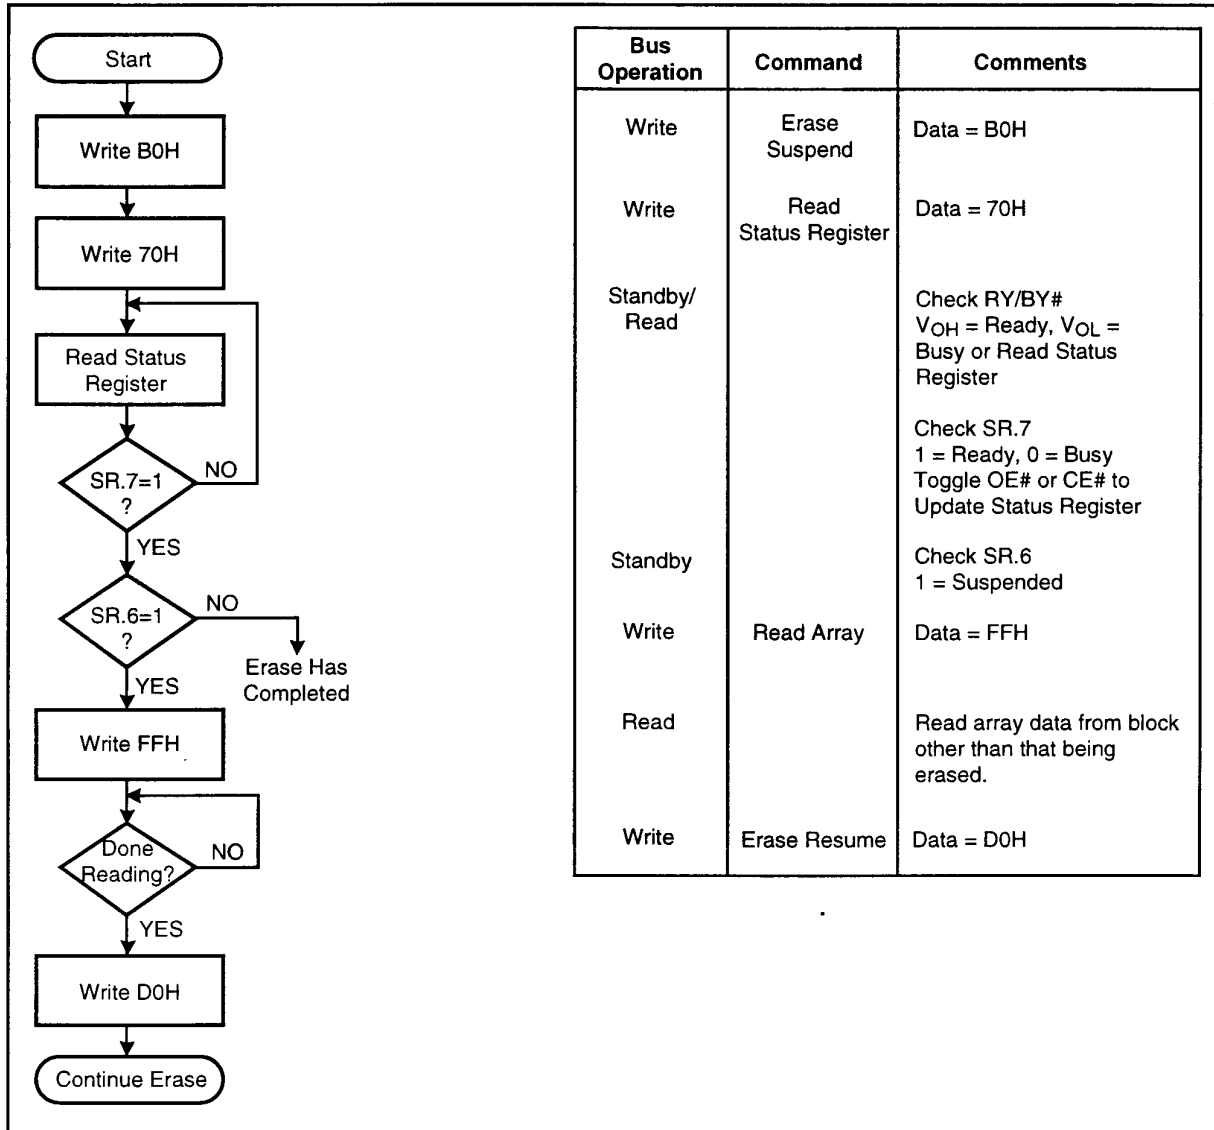 Start
Write B0H
Write 70H
Read Status
Register
SR.7=1
?
NO
YES
SR.6=1
?
NO
Erase Has
Completed
YES
Write FFH
Done
Reading?
NO
YES
Write D0H
Continue Erase
Bus
Operation
Command
Comments
Write
Erase
Suspend
Data = B0H
Write
Read
Status Register
Data = 70H
Standby/
Read
Check RY/BY#
VOH = Ready, VOL =
Busy or Read Status
Register
Check SR.7
1 = Ready, 0 = Busy
Toggle OE# or CE# to
Update Status Register
Standby
Check SR.6
1 = Suspended
Write
Read Array
Data = FFH
Read
Read array data from block
other than that being
erased.
Write
Erase Resume
Data = D0H